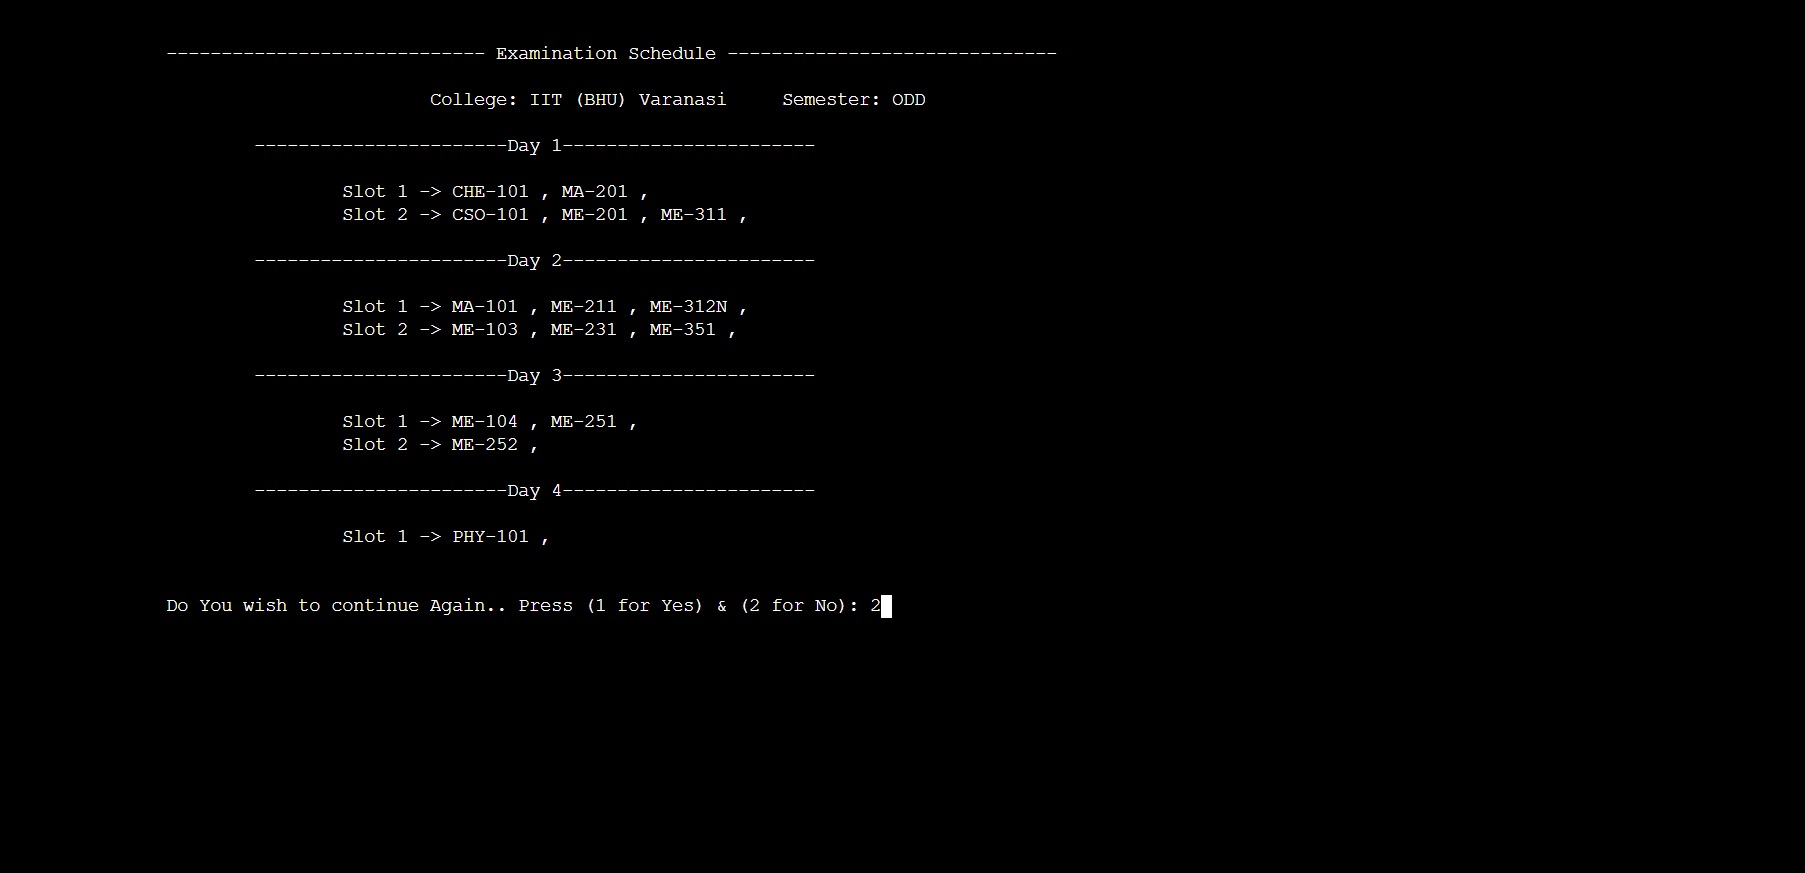 ----------------------------- Examination Schedule ------------------------------
College: IIT (BHU) Varanasi     Semester: ODD
-----------------------Day 1-----------------------
Slot 1 -> CHE-101 , MA-201 ,
Slot 2 -> CSO-101 , ME-201 , ME-311 ,
-----------------------Day 2-----------------------
Slot 1 -> MA-101 , ME-211 , ME-312N ,
Slot 2 -> ME-103 , ME-231 , ME-351 ,
-----------------------Day 3-----------------------
Slot 1 -> ME-104 , ME-251 ,
Slot 2 -> ME-252 ,
-----------------------Day 4-----------------------
Slot 1 -> PHY-101 ,
Do You wish to continue Again.. Press (1 for Yes) & (2 for No): 2